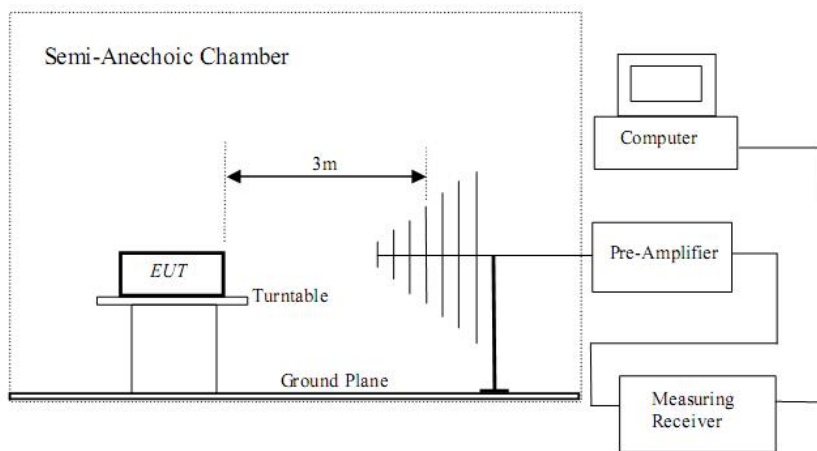 Semi-Anechoic Chamber
Computer
3m
Pre-Amplifier
EUT
Turntable
Ground Plane
Measuring
Receiver